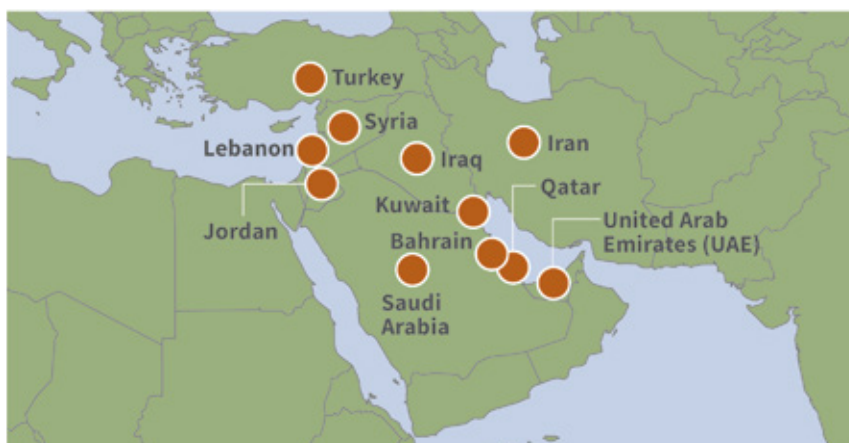 Turkey
Syria
Lebanon
Iraq
Iran
Qatar
Kuwait
United Arab
Emirates (UAE)
Jordan
Bahrain
Saudi
Arabia